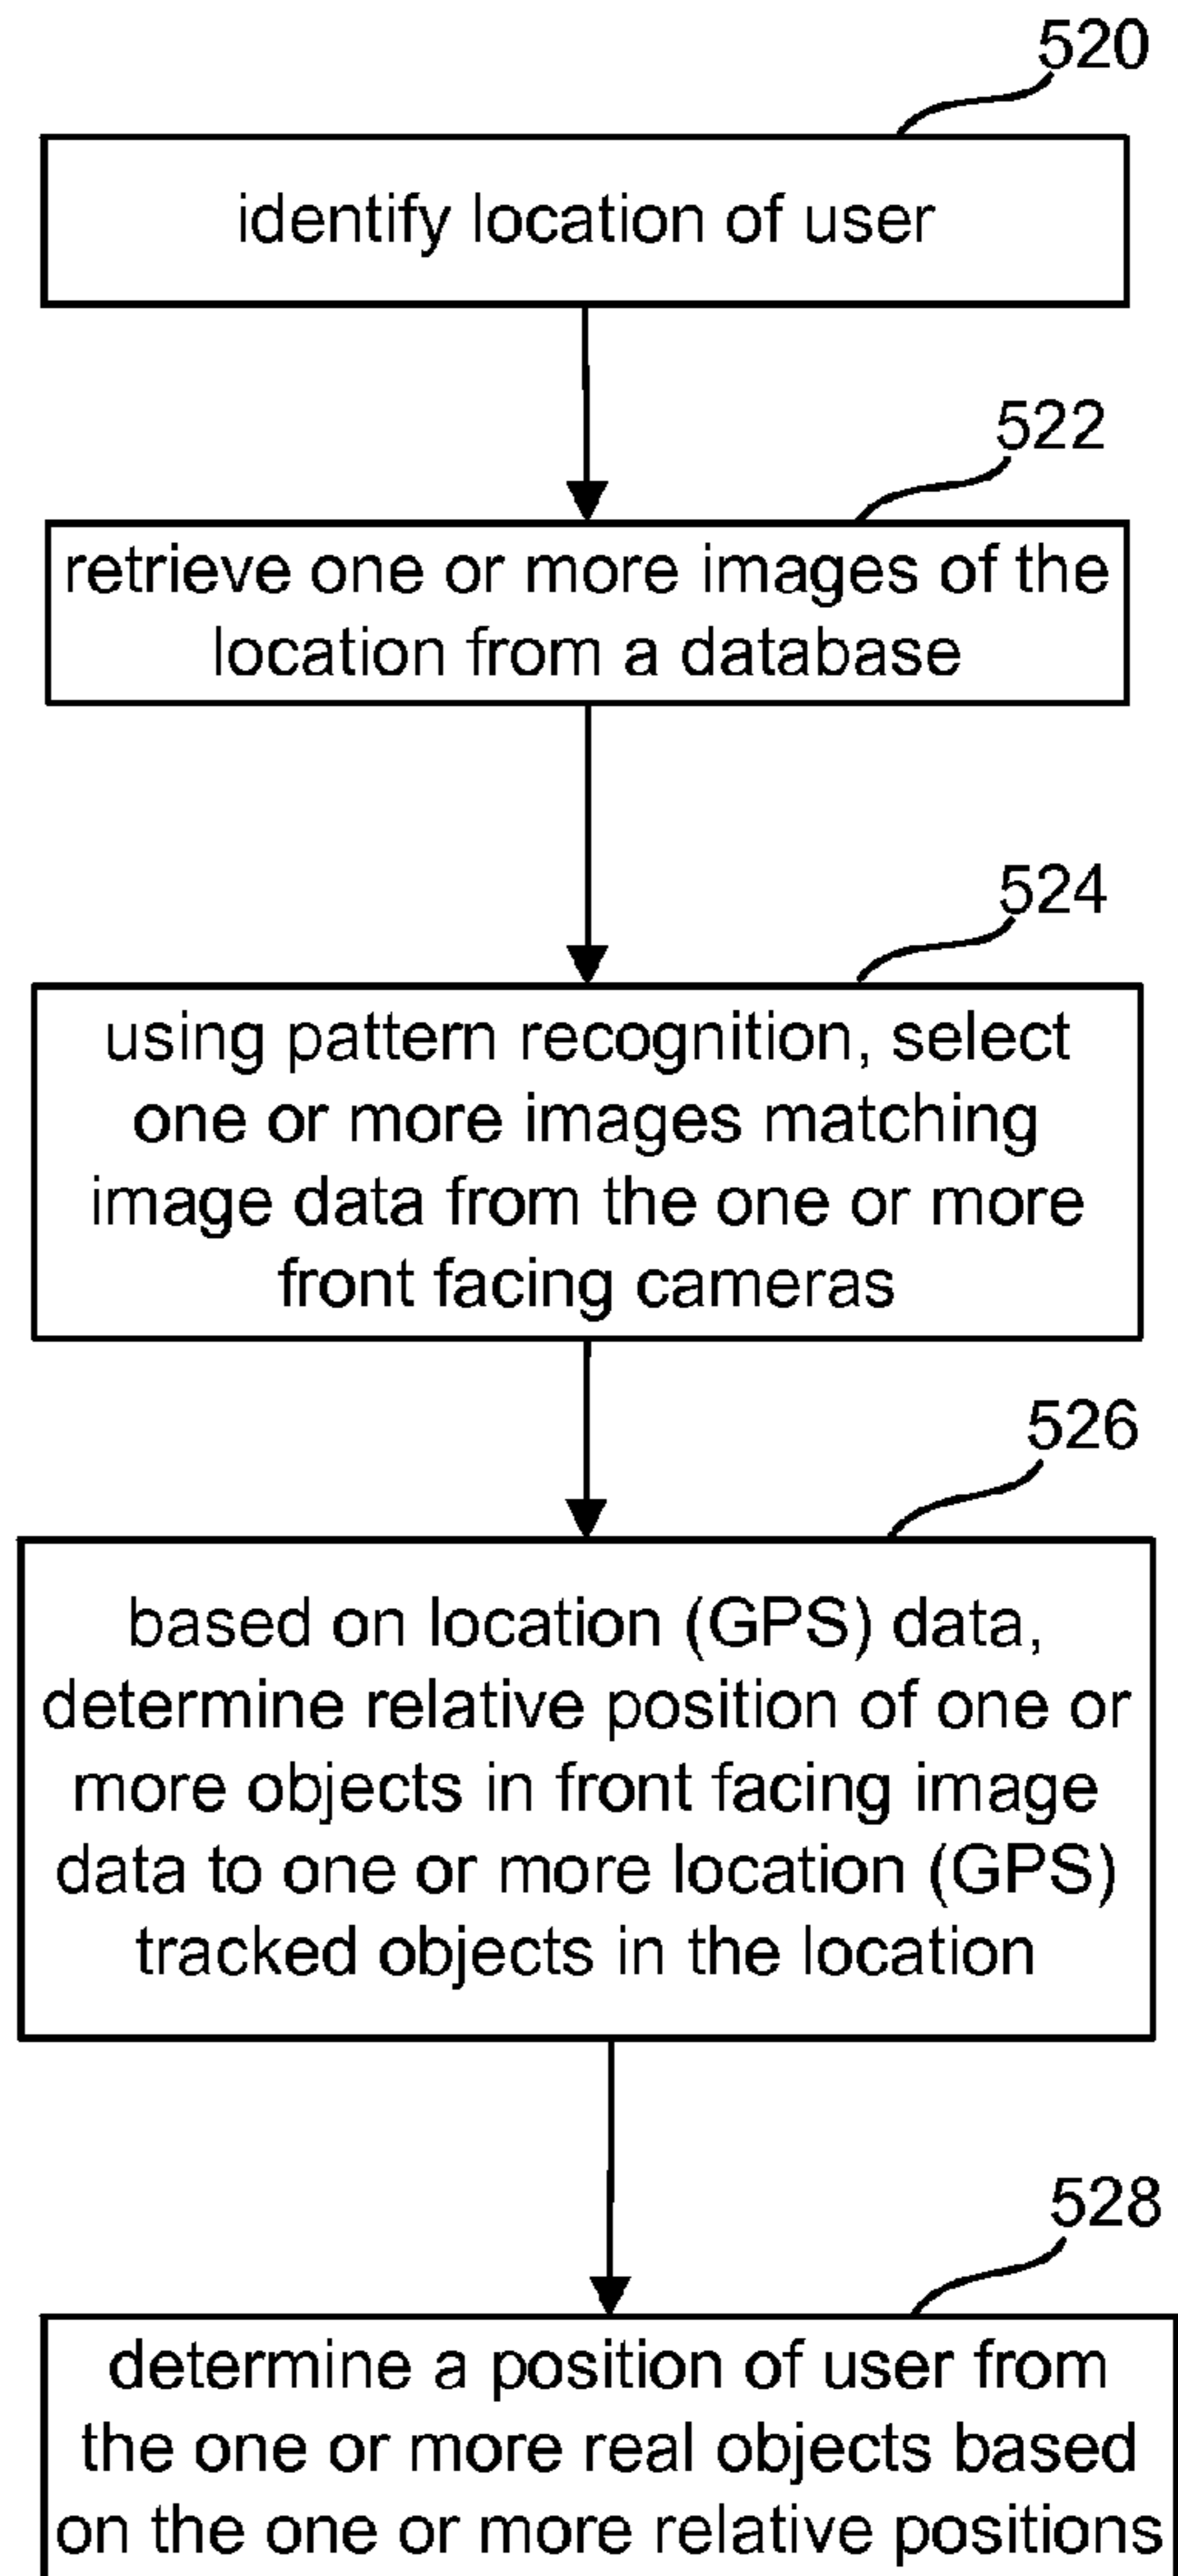 520
identify location of user
522
retrieve one or more images of the
location from a database
524
using pattern recognition, select
one or more images matching
image data from the one or more
front facing cameras
526
based on location (GPS) data,
determine relative position of one or
more objects in front facing image
data to one or more location (GPS)
tracked objects in the location
528
determine a position of user from
the one or more real objects based
on the one or more relative positions